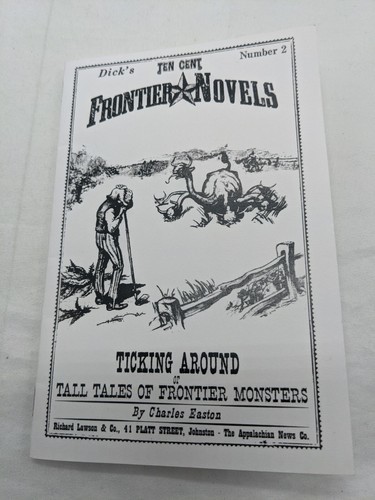 Dick's TEN CENT Number 2
FRONTIER NOVELS
TICKING AROUND
or
TALL TALES OF FRONTIER MONSTERS
By Charles Easton
Richard Lawson & Co., 41 PLATT STREET, Johnston - The Appalachian News Co.